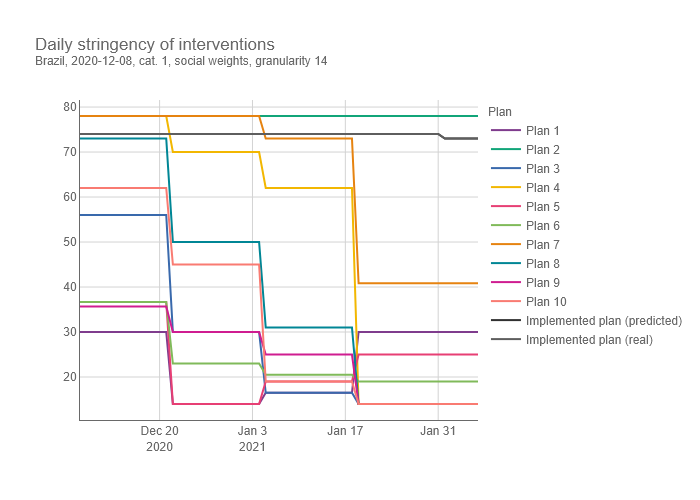 Daily stringency of interventions
Brazil, 2020-12-08, cat. 1, social weights, granularity 14
80
70
60
50
40
30
20
Dec 20
2020
Jan 3
2021
Jan 17
Jan 31
Plan
Plan 1
Plan 2
Plan 3
Plan 4
Plan 5
Plan 6
Plan 7
Plan 8
Plan 9
Plan 10
Implemented plan (predicted)
Implemented plan (real)